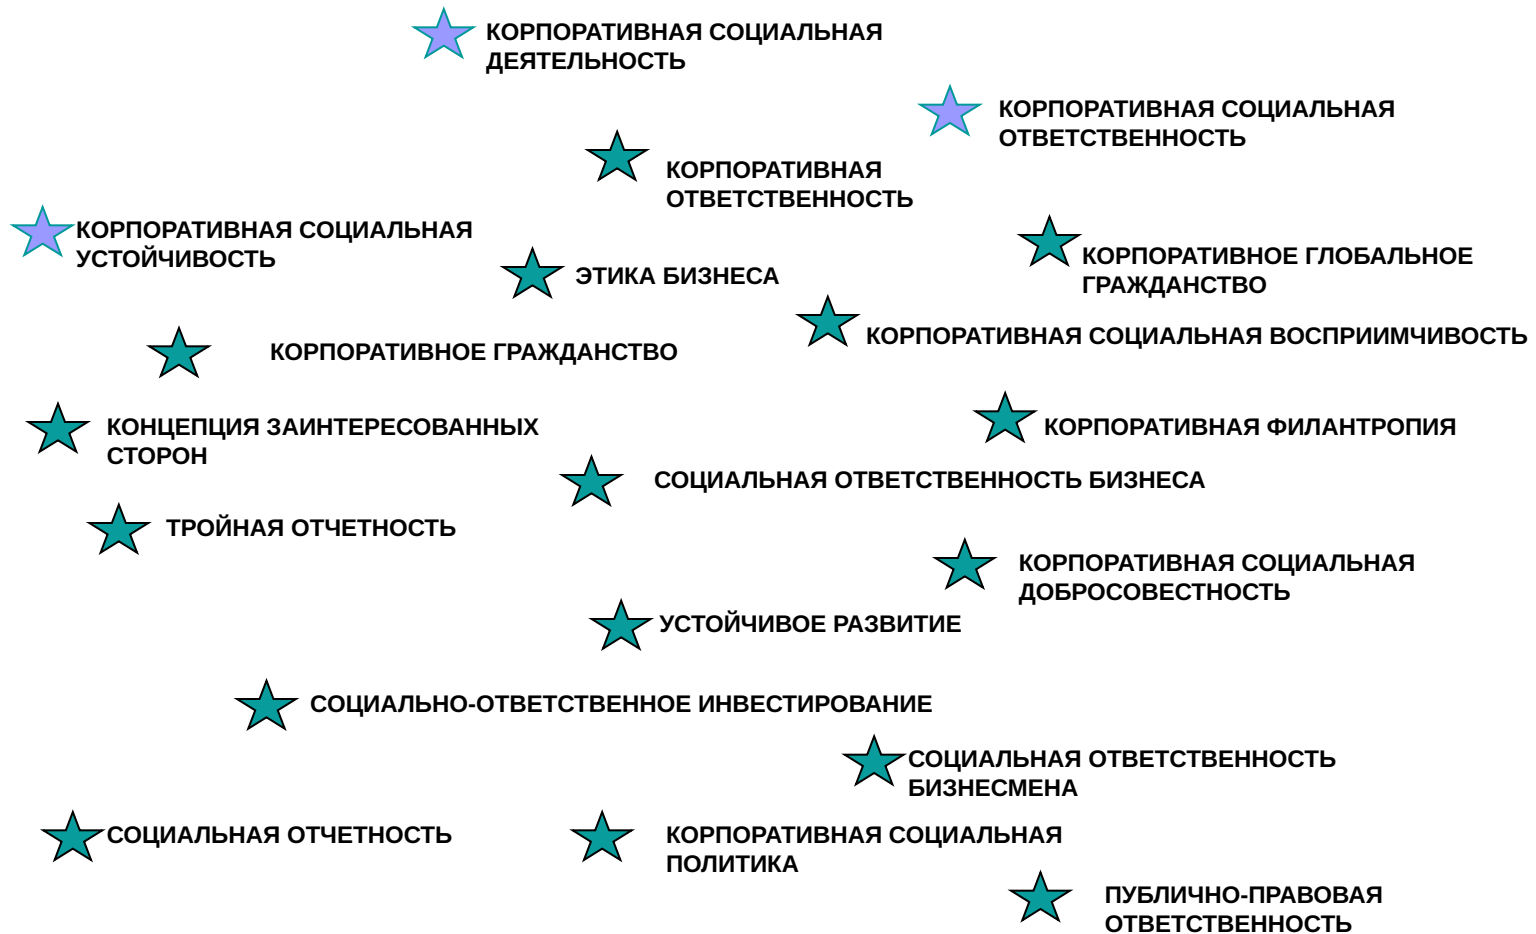 КОРПОРАТИВНАЯ СОЦИАЛЬНАЯ
ДЕЯТЕЛЬНОСТЬ
КОРПОРАТИВНАЯ СОЦИАЛЬНАЯ
ОТВЕТСТВЕННОСТЬ
КОРПОРАТИВНАЯ
ОТВЕТСТВЕННОСТЬ
КОРПОРАТИВНАЯ СОЦИАЛЬНАЯ
УСТОЙЧИВОСТЬ
КОРПОРАТИВНОЕ ГЛОБАЛЬНОЕ
ГРАЖДАНСТВО
ЭТИКА БИЗНЕСА
КОРПОРАТИВНАЯ СОЦИАЛЬНАЯ ВОСПРИИМЧИВОСТЬ
КОРПОРАТИВНОЕ ГРАЖДАНСТВО
КОНЦЕПЦИЯ ЗАИНТЕРЕСОВАННЫХ
СТОРОН
КОРПОРАТИВНАЯ ФИЛАНТРОПИЯ
СОЦИАЛЬНАЯ ОТВЕТСТВЕННОСТЬ БИЗНЕСА
ТРОЙНАЯ ОТЧЕТНОСТЬ
КОРПОРАТИВНАЯ СОЦИАЛЬНАЯ
ДОБРОСОВЕСТНОСТЬ
УСТОЙЧИВОЕ РАЗВИТИЕ
СОЦИАЛЬНО-ОТВЕТСТВЕННОЕ ИНВЕСТИРОВАНИЕ
СОЦИАЛЬНАЯ ОТВЕТСТВЕННОСТЬ
БИЗНЕСМЕНА
СОЦИАЛЬНАЯ ОТЧЕТНОСТЬ
КОРПОРАТИВНАЯ СОЦИАЛЬНАЯ
ПОЛИТИКА
ПУБЛИЧНО-ПРАВОВАЯ
ОТВЕТСТВЕННОСТЬ